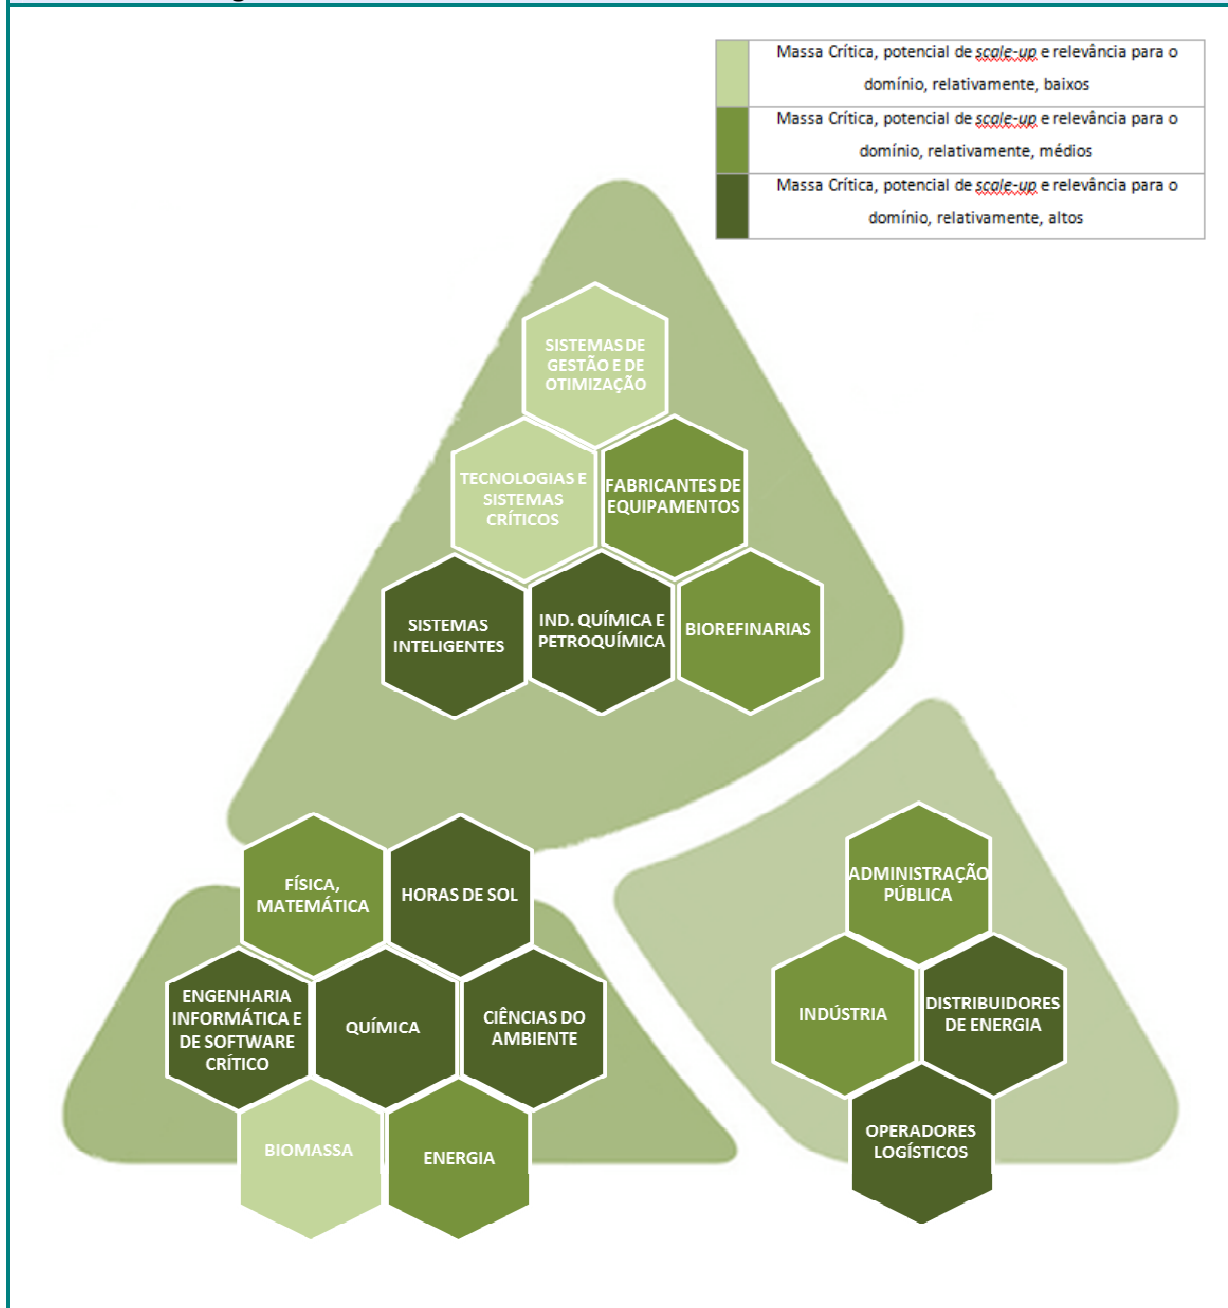 Massa Crítica, potencial de scale-up e relevância para o
domínio, relativamente, baixos
Massa Crítica, potencial de scale-up e relevância para o
domínio, relativamente, médios
Massa Crítica, potencial de scale-up e relevância para o
domínio, relativamente, altos
SISTEMAS DE
GESTÃO E DE
OTIMIZAÇÃO
TECNOLOGIAS E
SISTEMAS
CRÍTICOS
FABRICANTES DE
EQUIPAMENTOS
SISTEMAS
INTELIGENTES
IND. QUÍMICA E
PETROQUÍMICA
BIOREFINARIAS
FÍSICA,
MATEMÁTICA
HORAS DE SOL
ENGENHARIA
INFORMÁTICA E
DE SOFTWARE
CRÍTICO
QUÍMICA
CIÊNCIAS DO
AMBIENTE
BIOMASSA
ENERGIA
ADMINISTRAÇÃO
PÚBLICA
INDÚSTRIA
DISTRIBUIDORES
DE ENERGIA
OPERADORES
LOGÍSTICOS